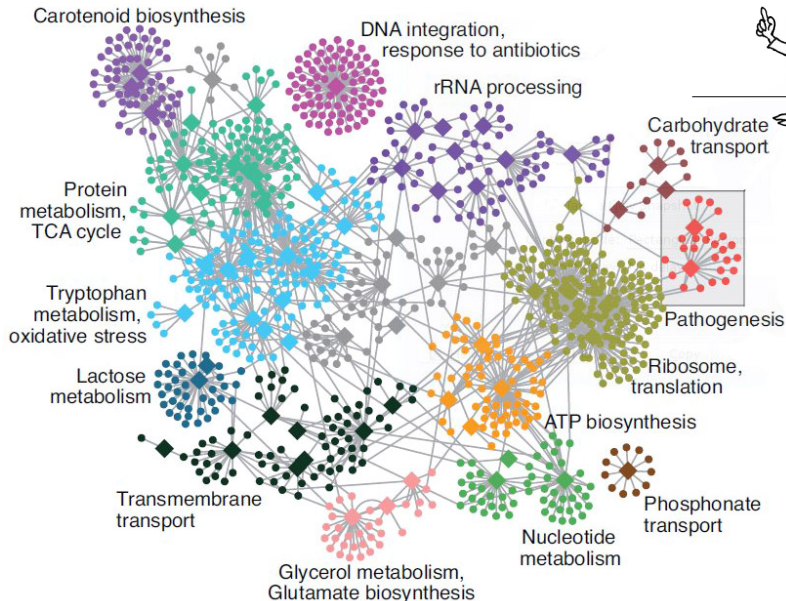 Carotenoid biosynthesis
DNA integration,
response to antibiotics
rRNA processing
Carbohydrate
transport
Protein
metabolism,
TCA cycle
Tryptophan
metabolism,
oxidative stress
Pathogenesis
Ribosome,
translation
Lactose
metabolism
ATP biosynthesis
Transmembrane
transport
Phosphonate
transport
Nucleotide
metabolism
Glycerol metabolism,
Glutamate biosynthesis